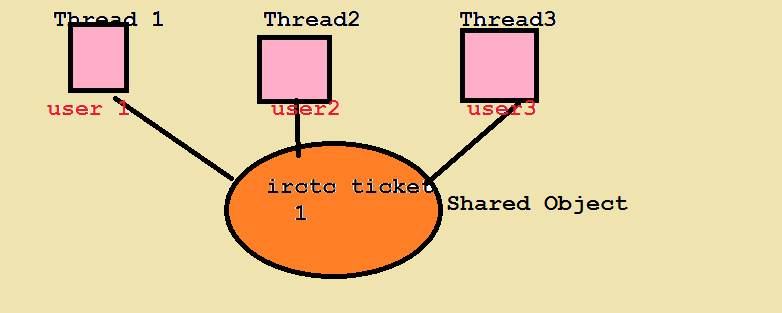 Thread 1 Thread2 Thread3
user 1 user2 user3
irctc ticket
1
Shared Object